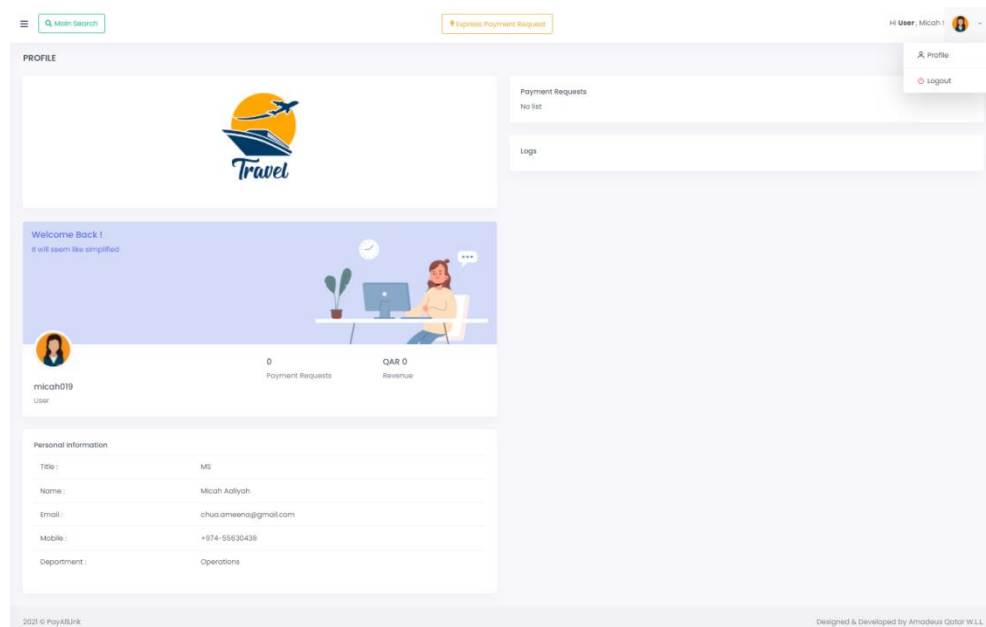 Main Search
Express Payment Request
Hi User, Micah
Profile
Logout
PROFILE
Travel
Payment Requests
No list
Logs
Welcome Back !
It will seem like simplified
0
Payment Requests
QAR 0
Revenue
micah019
User
Personal Information
Title : MS
Name : Micah Aaliyah
Email : chua.ameena@gmail.com
Mobile : +974-55630438
Department : Operations
2021 © PayAllLink
Designed & Developed by Amadeus Qatar W.L.L.